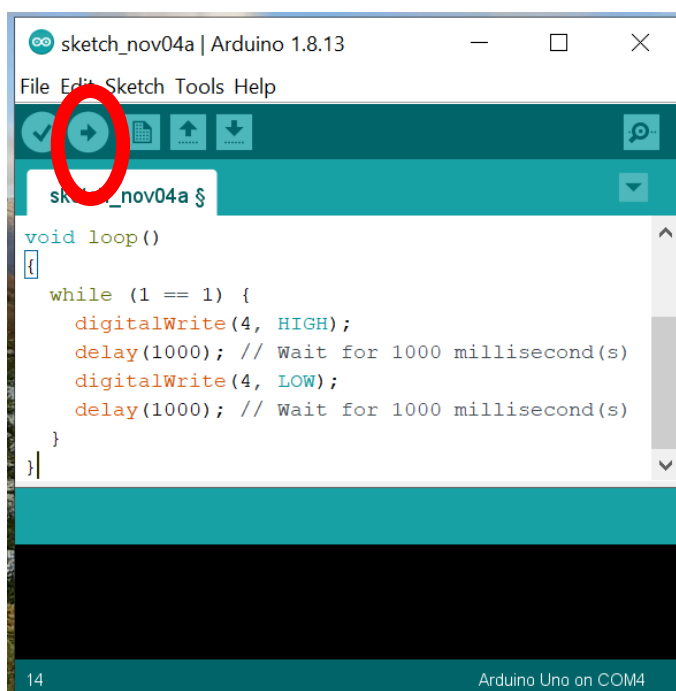 sketch_nov04a | Arduino 1.8.13
File Edit Sketch Tools Help
sketch_nov04a §
void loop()
{
  while (1 == 1) {
    digitalWrite(4, HIGH);
    delay(1000); // Wait for 1000 millisecond(s)
    digitalWrite(4, LOW);
    delay(1000); // Wait for 1000 millisecond(s)
  }
}
14 Arduino Uno on COM4